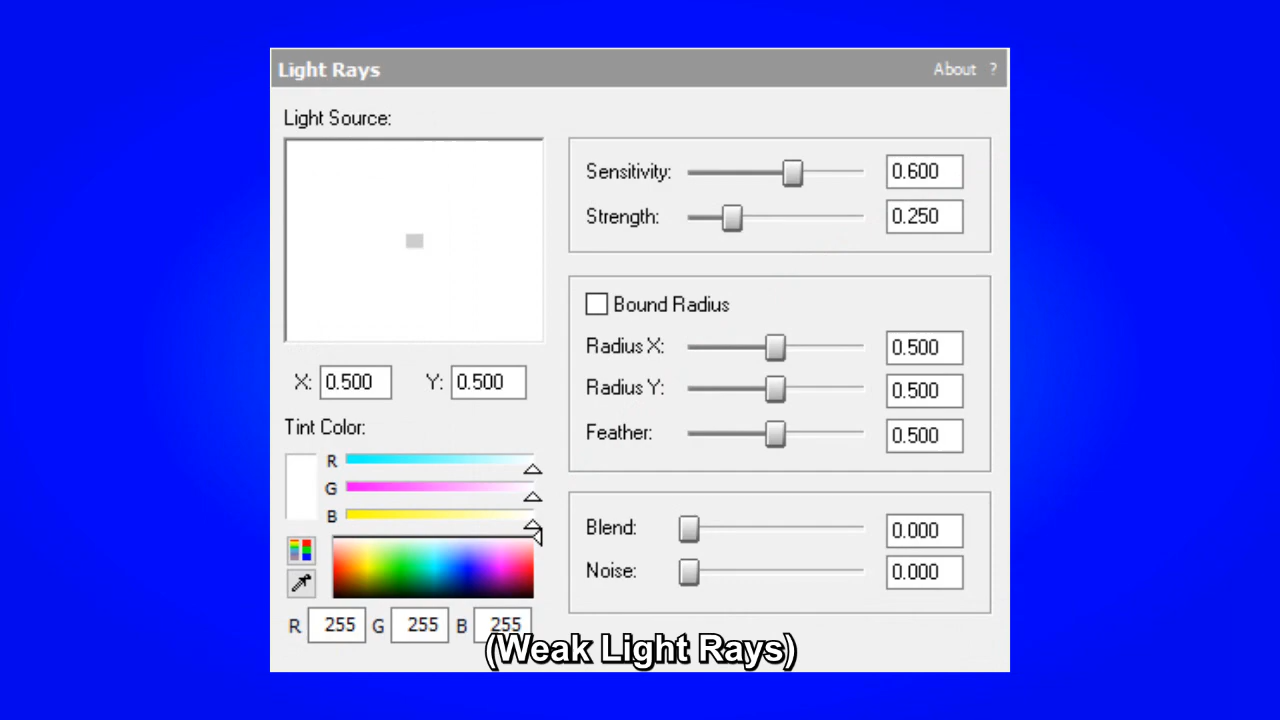 Light Rays
About ?
Light Source:
X: 0.500 Y: 0.500
Tint Color:
R
G
B
R 255 G 255 B 255
Sensitivity: 0.600
Strength: 0.250
Bound Radius
Radius X: 0.500
Radius Y: 0.500
Feather: 0.500
Blend: 0.000
Noise: 0.000
(Weak Light Rays)